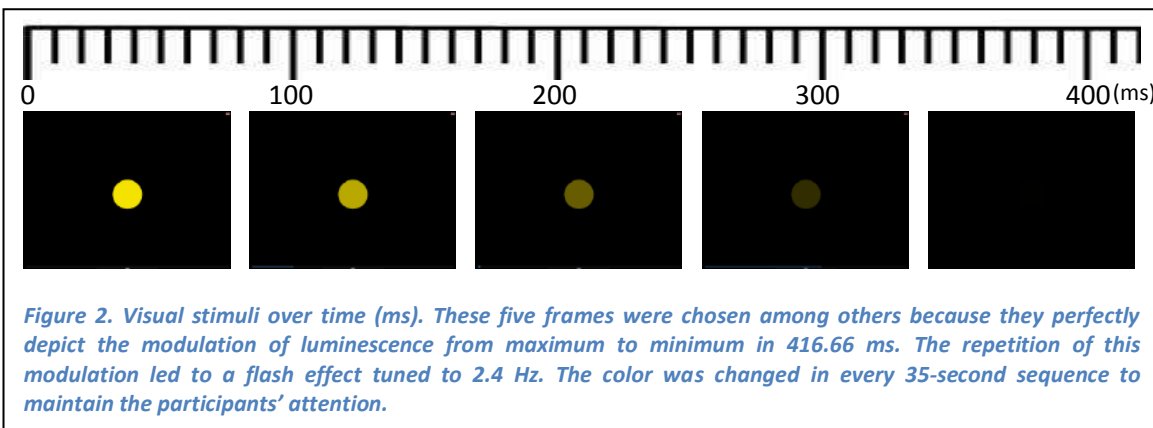 0 100 200 300 400 (ms)
Figure 2. Visual stimuli over time (ms). These five frames were chosen among others because they perfectly
depict the modulation of luminescence from maximum to minimum in 416.66 ms. The repetition of this
modulation led to a flash effect tuned to 2.4 Hz. The color was changed in every 35-second sequence to
maintain the participants’ attention.